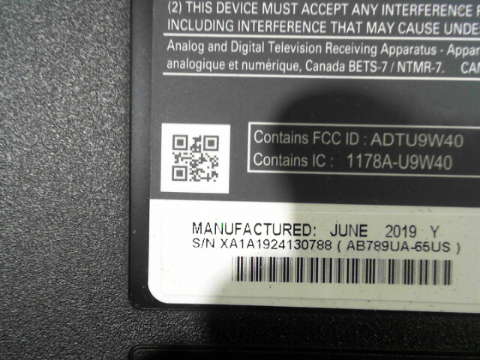 (2) THIS DEVICE MUST ACCEPT ANY INTERFERENCE
INCLUDING INTERFERENCE THAT MAY CAUSE UNDE
Analog and Digital Television Receiving Apparatus - Appar
analogique et numérique, Canada BETS-7 / NTMR-7. CAN
Contains FCC ID : ADTU9W40
Contains IC : 1178A-U9W40
MANUFACTURED: JUNE 2019 Y
S/N XA1A1924130788 ( AB789UA-65US )